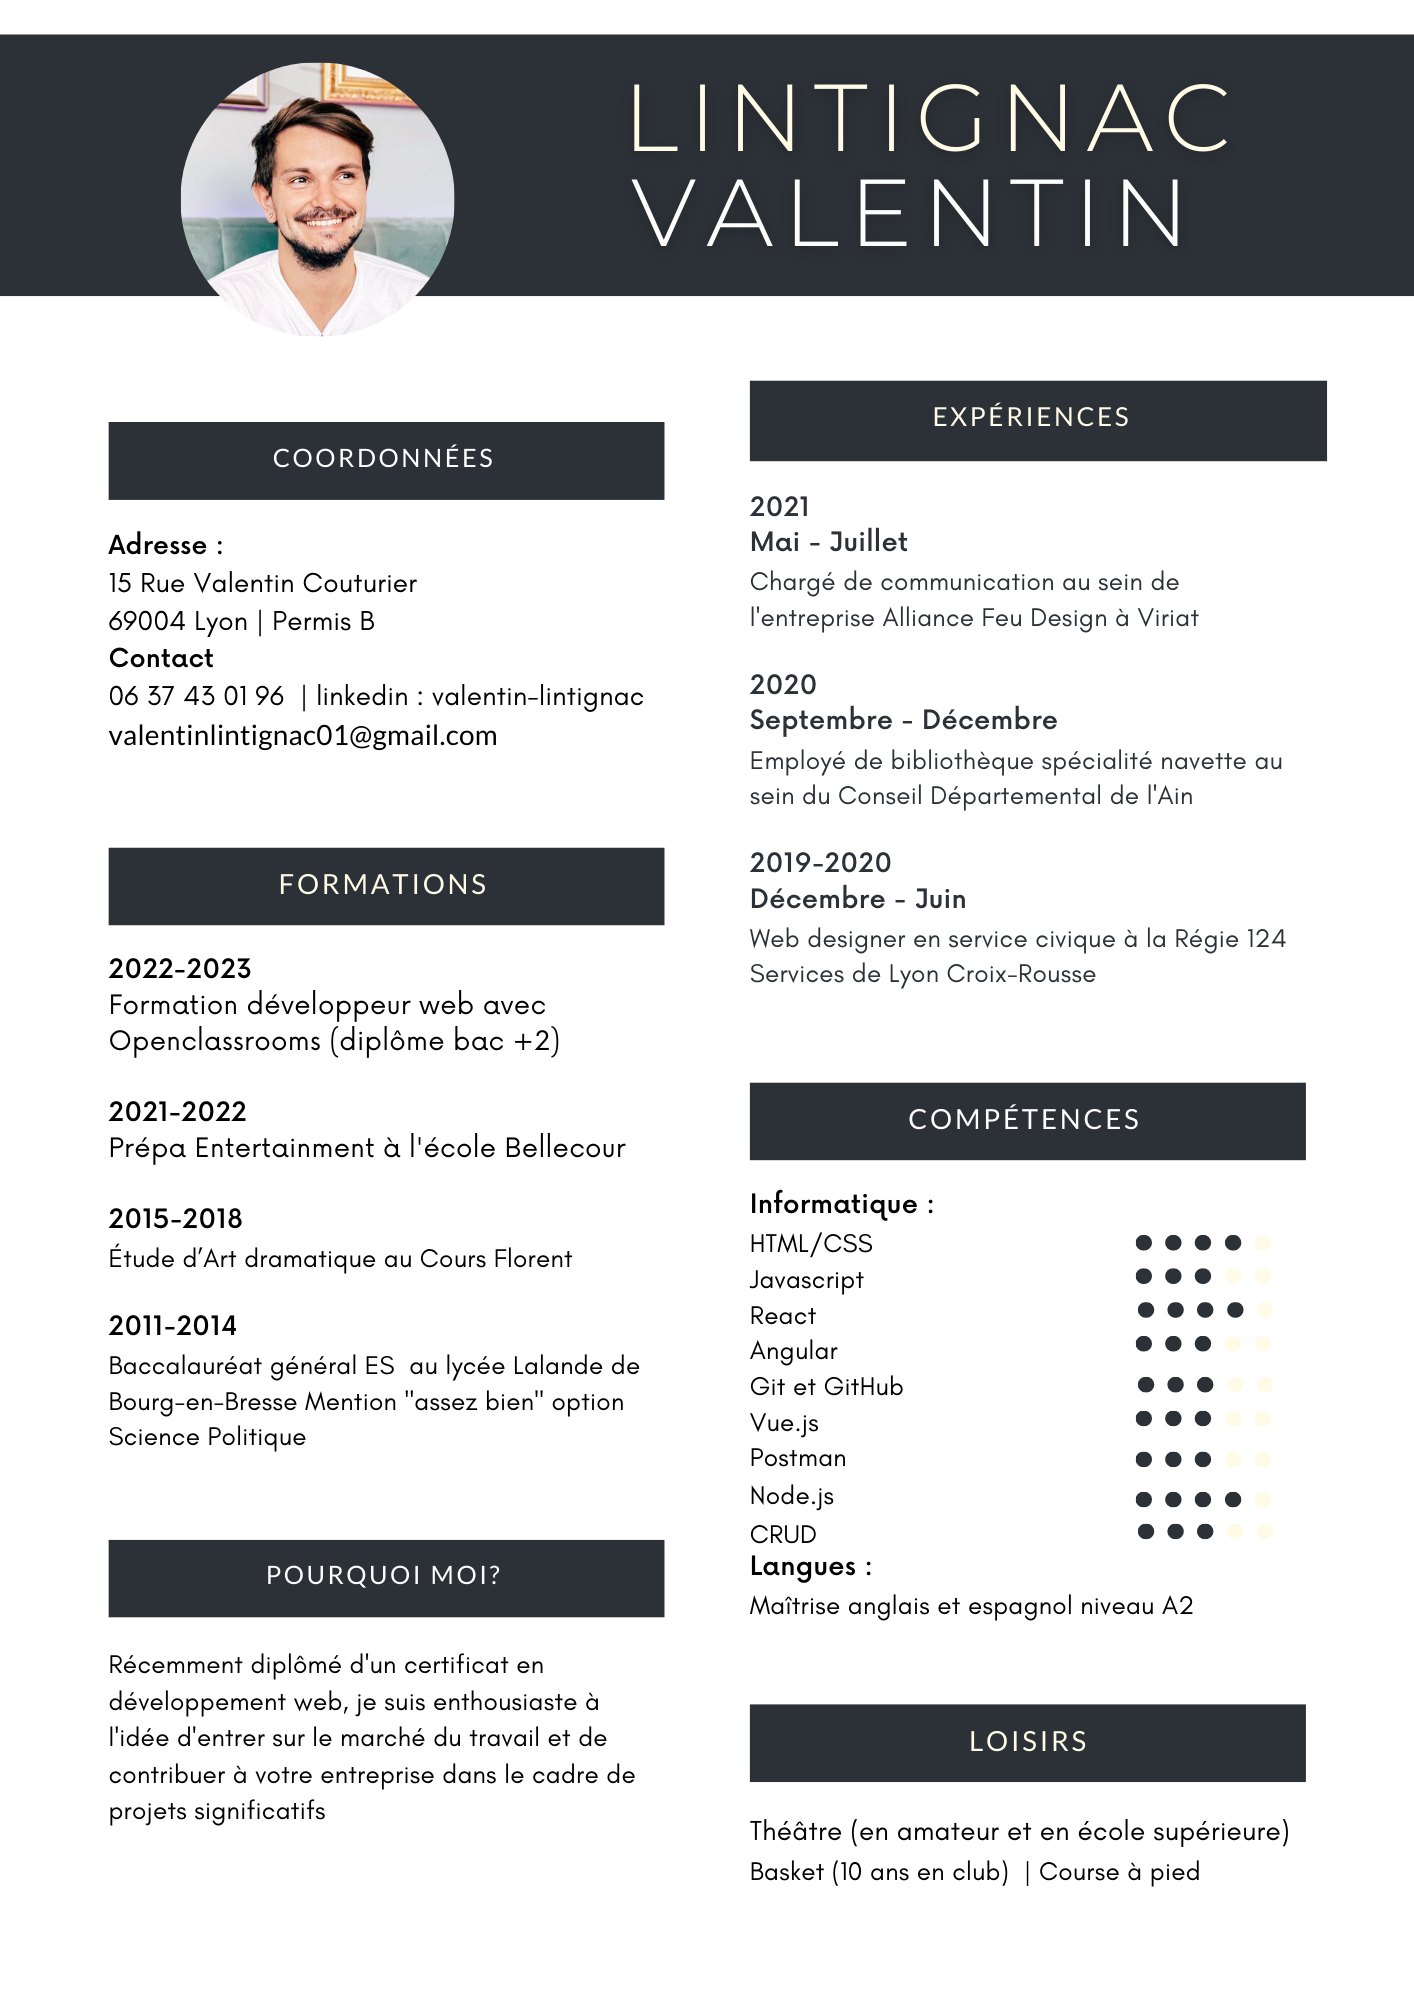 LINTIGNAC
VALENTIN
COORDONNÉES
Adresse :
15 Rue Valentin Couturier
69004 Lyon | Permis B
Contact
06 37 43 01 96 | linkedin : valentin-lintignac
valentinlintignac01@gmail.com
FORMATIONS
2022-2023
Formation développeur web avec
Openclassrooms (diplôme bac +2)
2021-2022
Prépa Entertainment à l'école Bellecour
2015-2018
Étude d’Art dramatique au Cours Florent
2011-2014
Baccalauréat général ES au lycée Lalande de
Bourg-en-Bresse Mention "assez bien" option
Science Politique
POURQUOI MOI?
Récemment diplômé d'un certificat en
développement web, je suis enthousiaste à
l'idée d'entrer sur le marché du travail et de
contribuer à votre entreprise dans le cadre de
projets significatifs
EXPÉRIENCES
2021
Mai - Juillet
Chargé de communication au sein de
l'entreprise Alliance Feu Design à Viriat
2020
Septembre - Décembre
Employé de bibliothèque spécialité navette au
sein du Conseil Départemental de l'Ain
2019-2020
Décembre - Juin
Web designer en service civique à la Régie 124
Services de Lyon Croix-Rousse
COMPÉTENCES
Informatique :
HTML/CSS
Javascript
React
Angular
Git et GitHub
Vue.js
Postman
Node.js
CRUD
Langues :
Maîtrise anglais et espagnol niveau A2
LOISIRS
Théâtre (en amateur et en école supérieure)
Basket (10 ans en club) | Course à pied